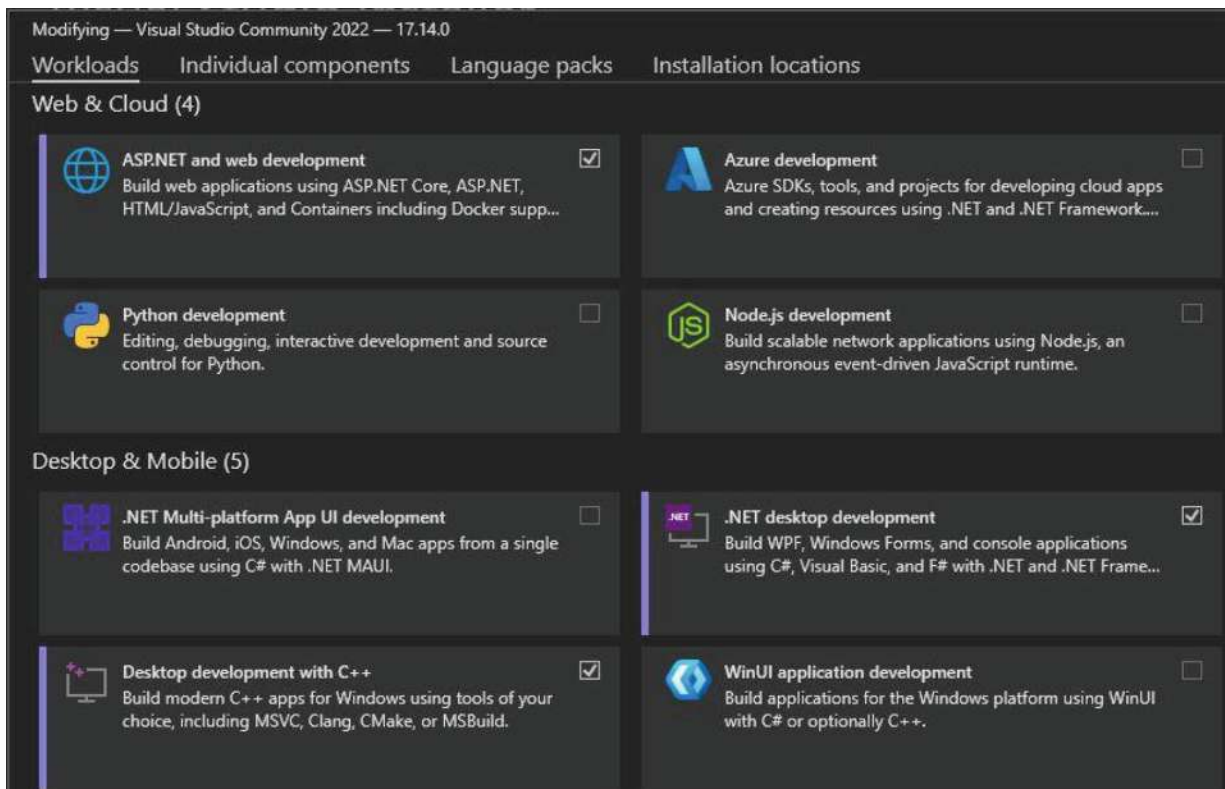 Modifying — Visual Studio Community 2022 — 17.14.0
Workloads Individual components Language packs Installation locations
Web & Cloud (4)
ASP.NET and web development
Build web applications using ASP.NET Core, ASP.NET,
HTML/JavaScript, and Containers including Docker supp...
Azure development
Azure SDKs, tools, and projects for developing cloud apps
and creating resources using .NET and .NET Framework....
Python development
Editing, debugging, interactive development and source
control for Python.
JS
Node.js development
Build scalable network applications using Node.js, an
asynchronous event-driven JavaScript runtime.
Desktop & Mobile (5)
.NET Multi-platform App UI development
Build Android, iOS, Windows, and Mac apps from a single
codebase using C# with .NET MAUI.
.NET
.NET desktop development
Build WPF, Windows Forms, and console applications
using C#, Visual Basic, and F# with .NET and .NET Frame...
Desktop development with C++
Build modern C++ apps for Windows using tools of your
choice, including MSVC, Clang, CMake, or MSBuild.
WinUI application development
Build applications for the Windows platform using WinUI
with C# or optionally C++.